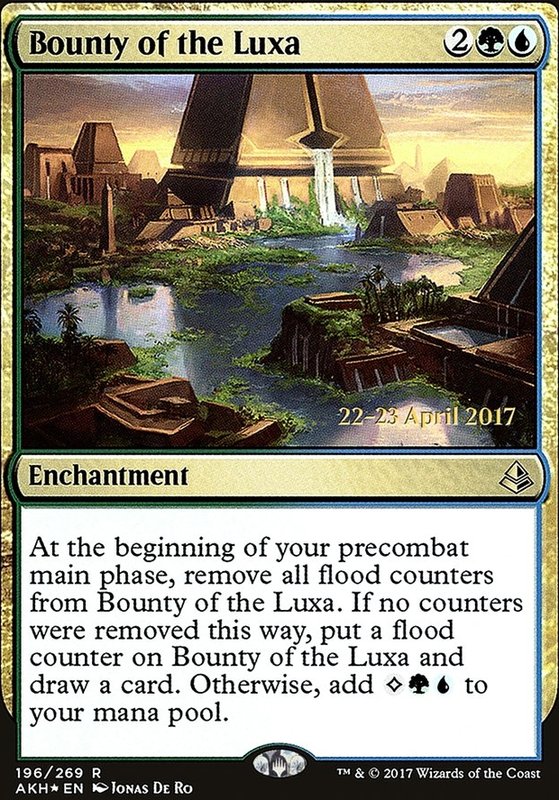 Bounty of the Luxa 2
22–23 April 2017
Enchantment
At the beginning of your precombat
main phase, remove all flood counters
from Bounty of the Luxa. If no counters
were removed this way, put a flood
counter on Bounty of the Luxa and
draw a card. Otherwise, add to
your mana pool.
196/269 R
AKH★EN Jonas De Ro
™ & © 2017 Wizards of the Coast